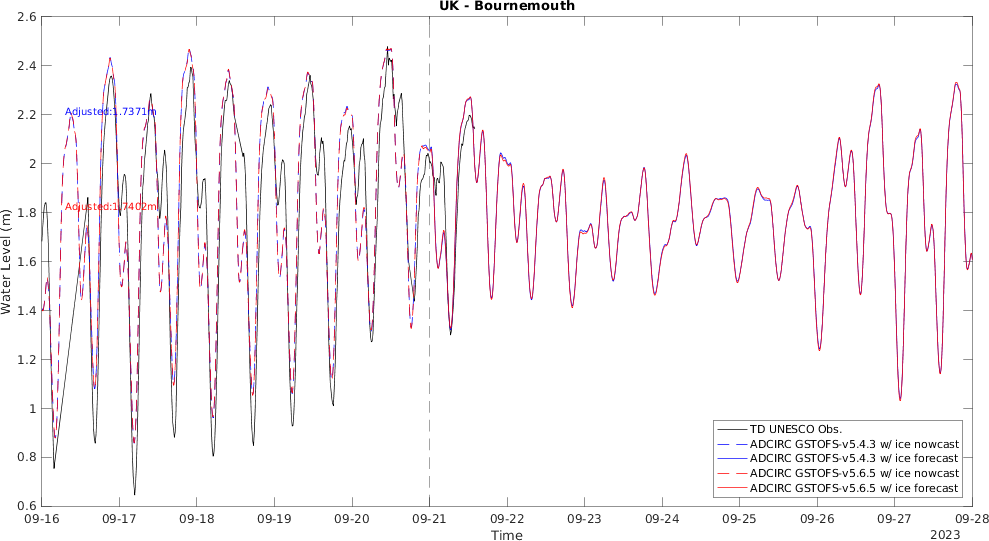 UK - Bournemouth
2.6
2.4
2.2
2
1.8
1.6
1.4
1.2
1
0.8
0.6
Water Level (m)
Adjusted:1.7371m
Adjusted:1.7402m
TD UNESCO Obs.
ADCIRC GSTOFS-v5.4.3 w/ ice nowcast
ADCIRC GSTOFS-v5.4.3 w/ ice forecast
ADCIRC GSTOFS-v5.6.5 w/ ice nowcast
ADCIRC GSTOFS-v5.6.5 w/ ice forecast
09-16 09-17 09-18 09-19 09-20 09-21 09-22 09-23 09-24 09-25 09-26 09-27 09-28
Time
2023